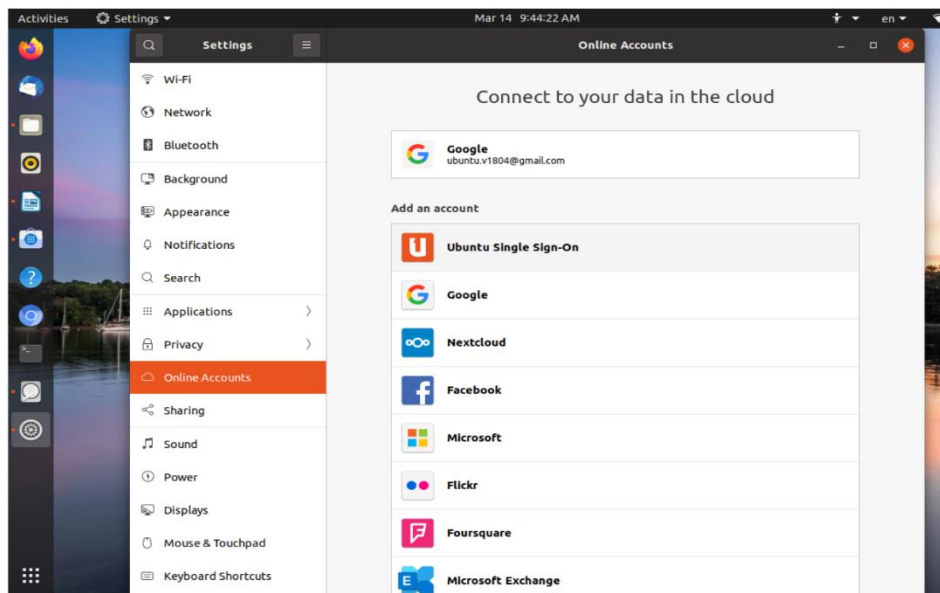 Activities
Settings
Mar 14 9:44:22 AM
en
Settings
Online Accounts
Wi-Fi
Network
Bluetooth
Background
Appearance
Notifications
Search
Applications
Privacy
Online Accounts
Sharing
Sound
Power
Displays
Mouse & Touchpad
Keyboard Shortcuts
Connect to your data in the cloud
Google
ubuntu.v1804@gmail.com
Add an account
Ubuntu Single Sign-On
Google
Nextcloud
Facebook
Microsoft
Flickr
Foursquare
Microsoft Exchange